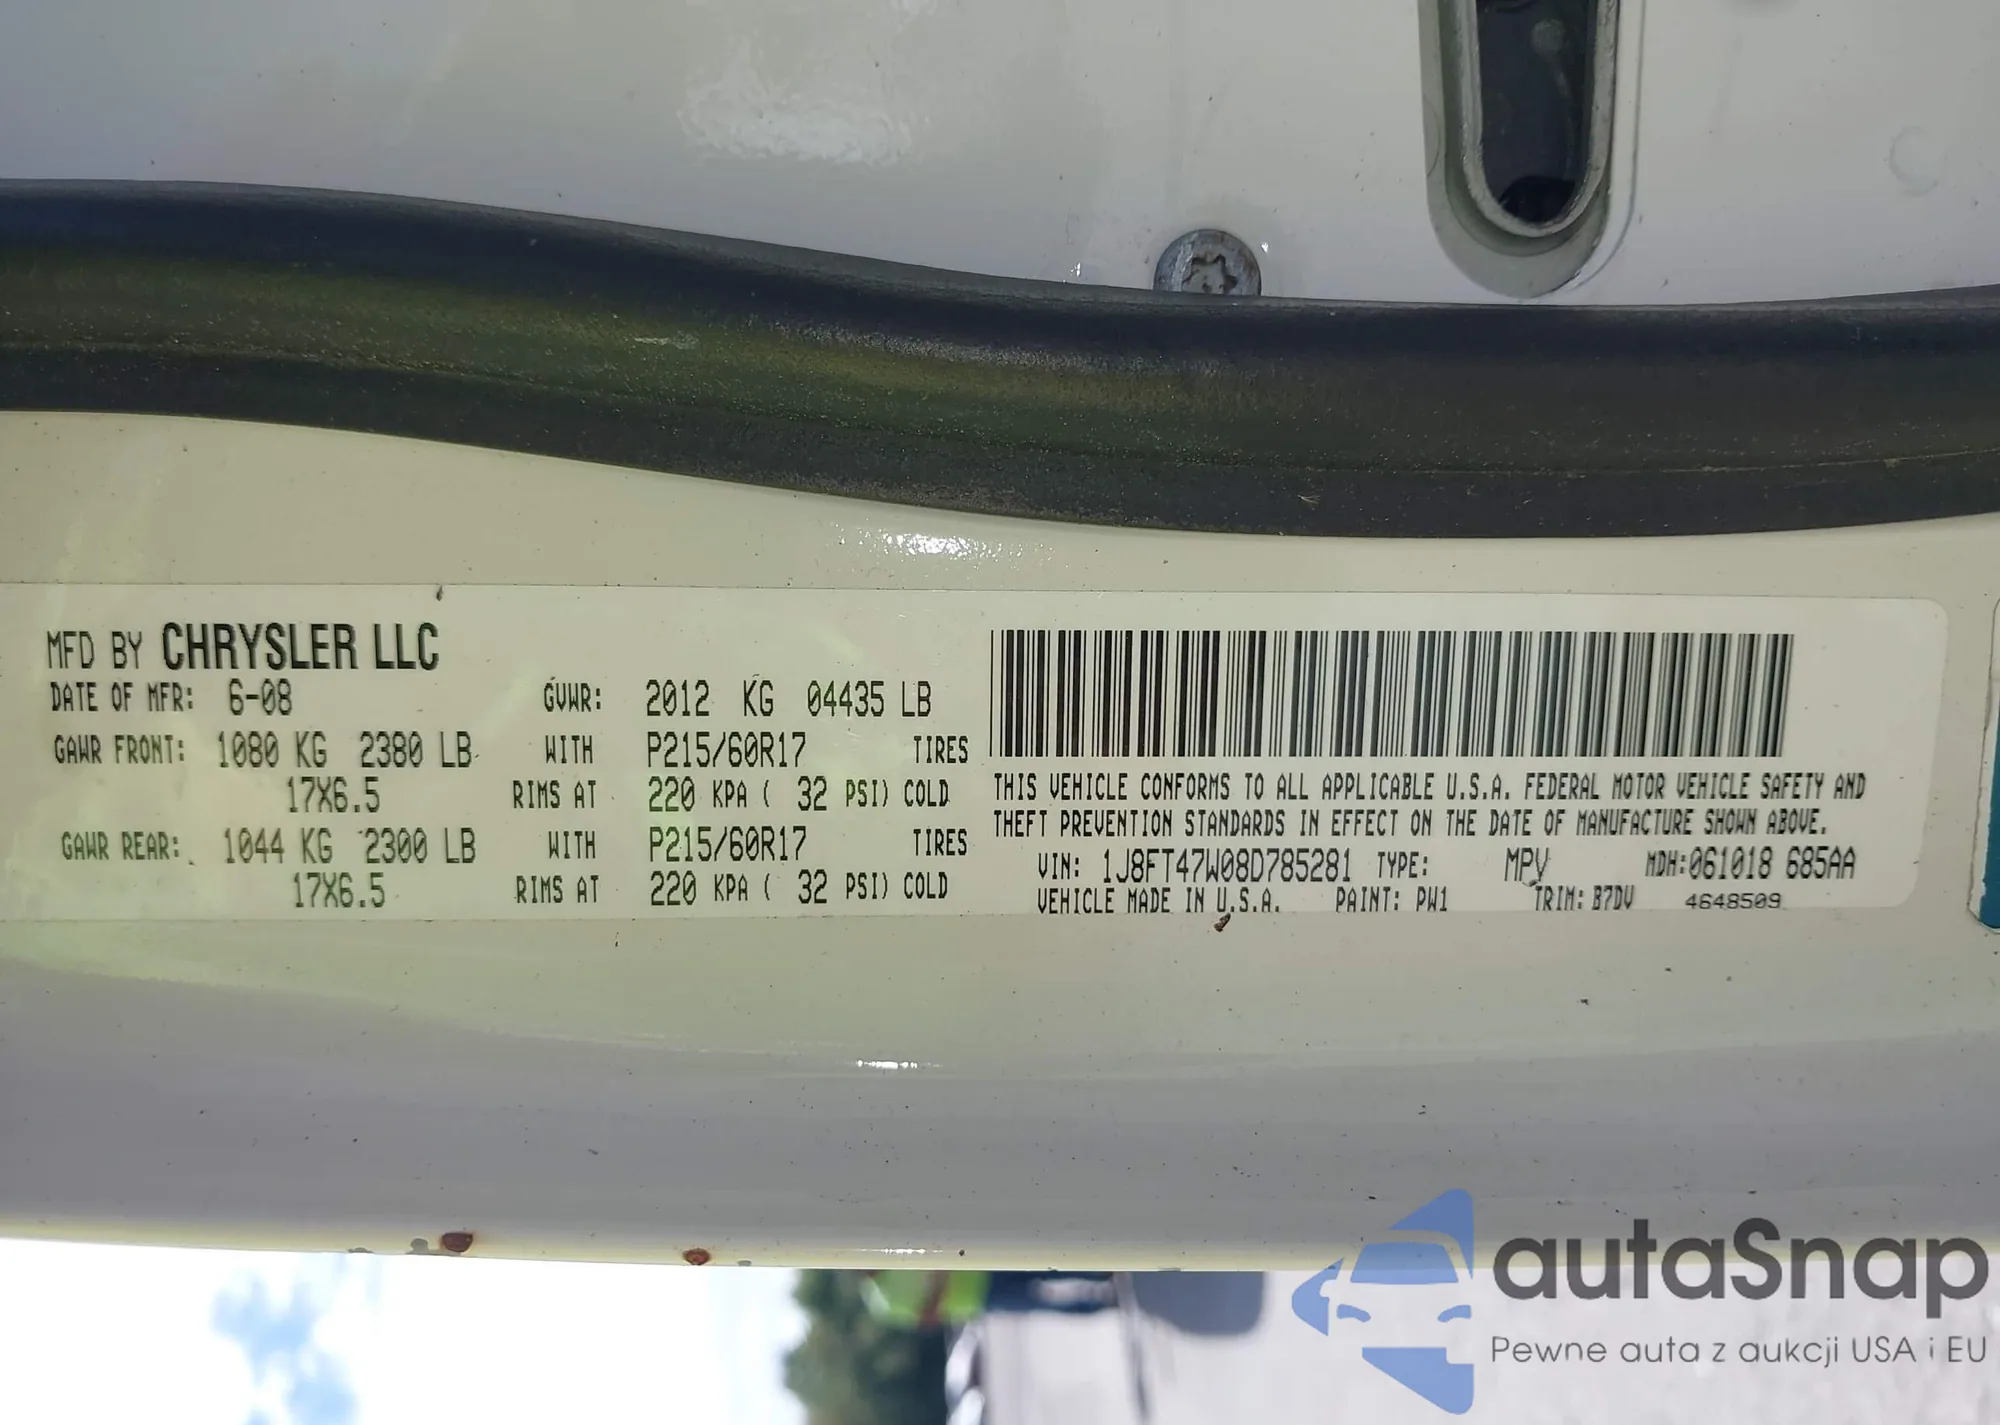 MFD BY CHRYSLER LLC
DATE OF MFR: 6-08 GVWR: 2012 KG 04435 LB
GAWR FRONT: 1080 KG 2380 LB WITH P215/60R17 TIRES
17X6.5 RIMS AT 220 KPA ( 32 PSI) COLD
GAWR REAR: 1044 KG 2300 LB WITH P215/60R17 TIRES
17X6.5 RIMS AT 220 KPA ( 32 PSI) COLD
THIS VEHICLE CONFORMS TO ALL APPLICABLE U.S.A. FEDERAL MOTOR VEHICLE SAFETY AND
THEFT PREVENTION STANDARDS IN EFFECT ON THE DATE OF MANUFACTURE SHOWN ABOVE.
VIN: 1J8FT47W08D785281 TYPE: MPV MDH:061018 685AA
VEHICLE MADE IN U.S.A. PAINT: PW1 TRIM: B7DV 4648509
autaSnap
Pewne auta z aukcji USA i EU